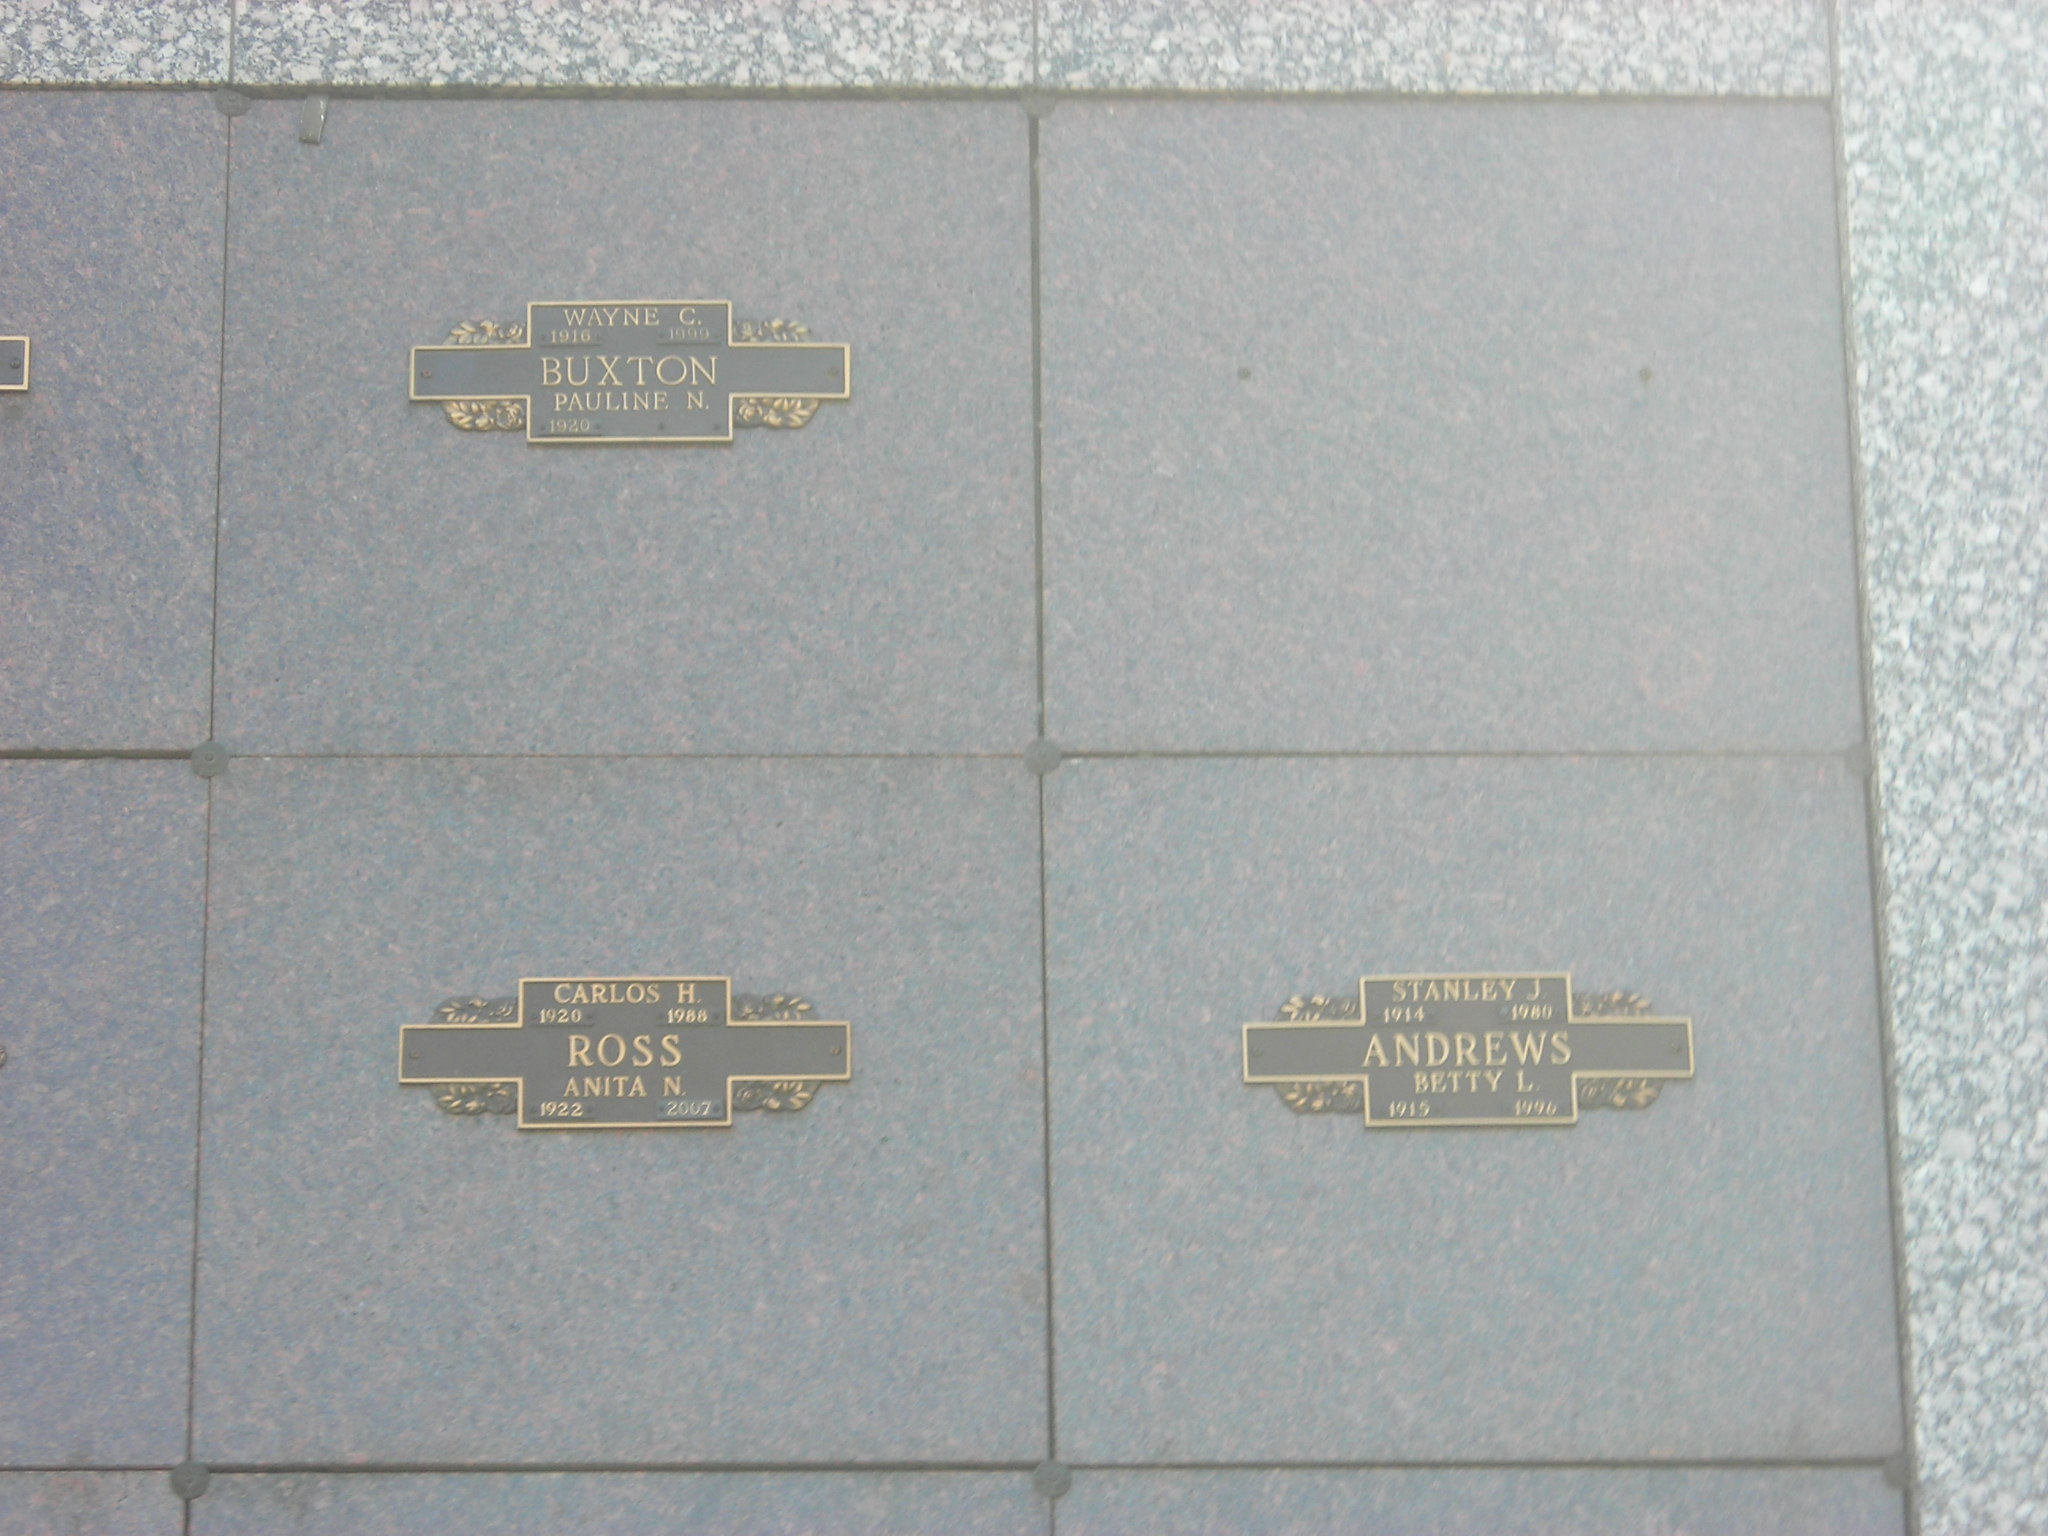 WAYNE C.
1916 1999
BUXTON
PAULINE N.
1920
CARLOS H.
1920 1988
ROSS
ANITA N.
1922 2007
STANLEY J.
1914 1980
ANDREWS
BETTY L.
1915 1996